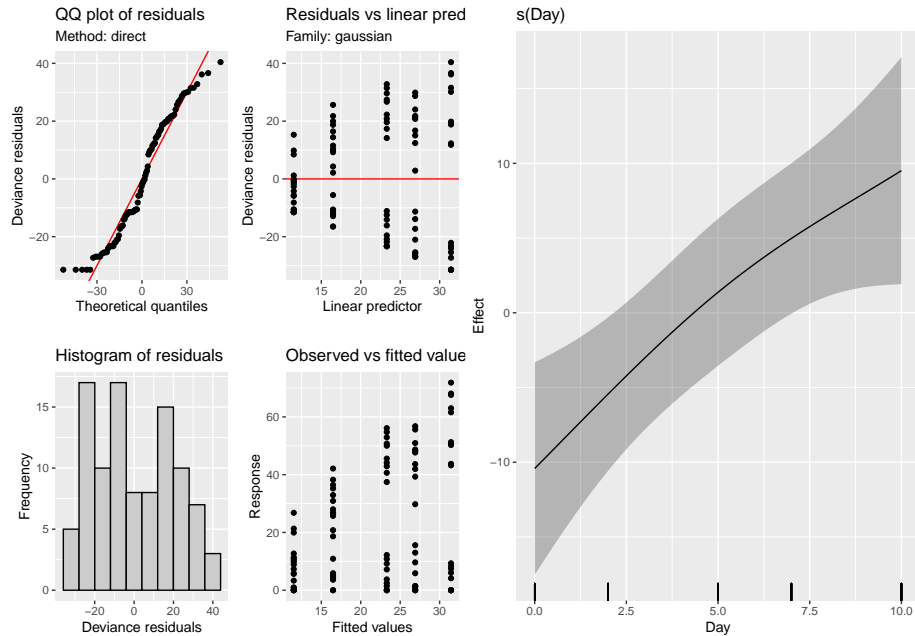 QQ plot of residuals
Method: direct
Deviance residuals
40
20
0
−20
−30
0
30
Theoretical quantiles
Residuals vs linear pred
Family: gaussian
Deviance residuals
40
20
0
−20
15
20
25
30
Linear predictor
Histogram of residuals
Frequency
15
10
5
0
−20
0
20
40
Deviance residuals
Observed vs fitted value
Response
60
40
20
0
15
20
25
30
Fitted values
s(Day)
Effect
10
0
−10
0.0
2.5
5.0
7.5
10.0
Day